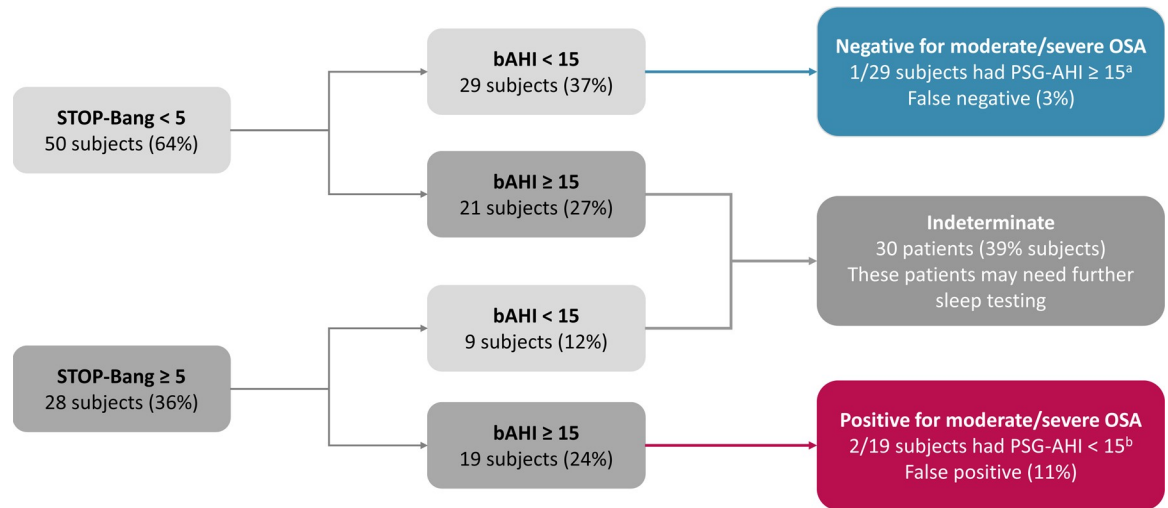 STOP-Bang < 5
50 subjects (64%)
STOP-Bang ≥ 5
28 subjects (36%)
bAHI < 15
29 subjects (37%)
bAHI ≥ 15
21 subjects (27%)
bAHI < 15
9 subjects (12%)
bAHI ≥ 15
19 subjects (24%)
Negative for moderate/severe OSA
1/29 subjects had PSG-AHI ≥ 15ᵃ
False negative (3%)
Indeterminate
30 patients (39% subjects)
These patients may need further
sleep testing
Positive for moderate/severe OSA
2/19 subjects had PSG-AHI < 15ᵇ
False positive (11%)